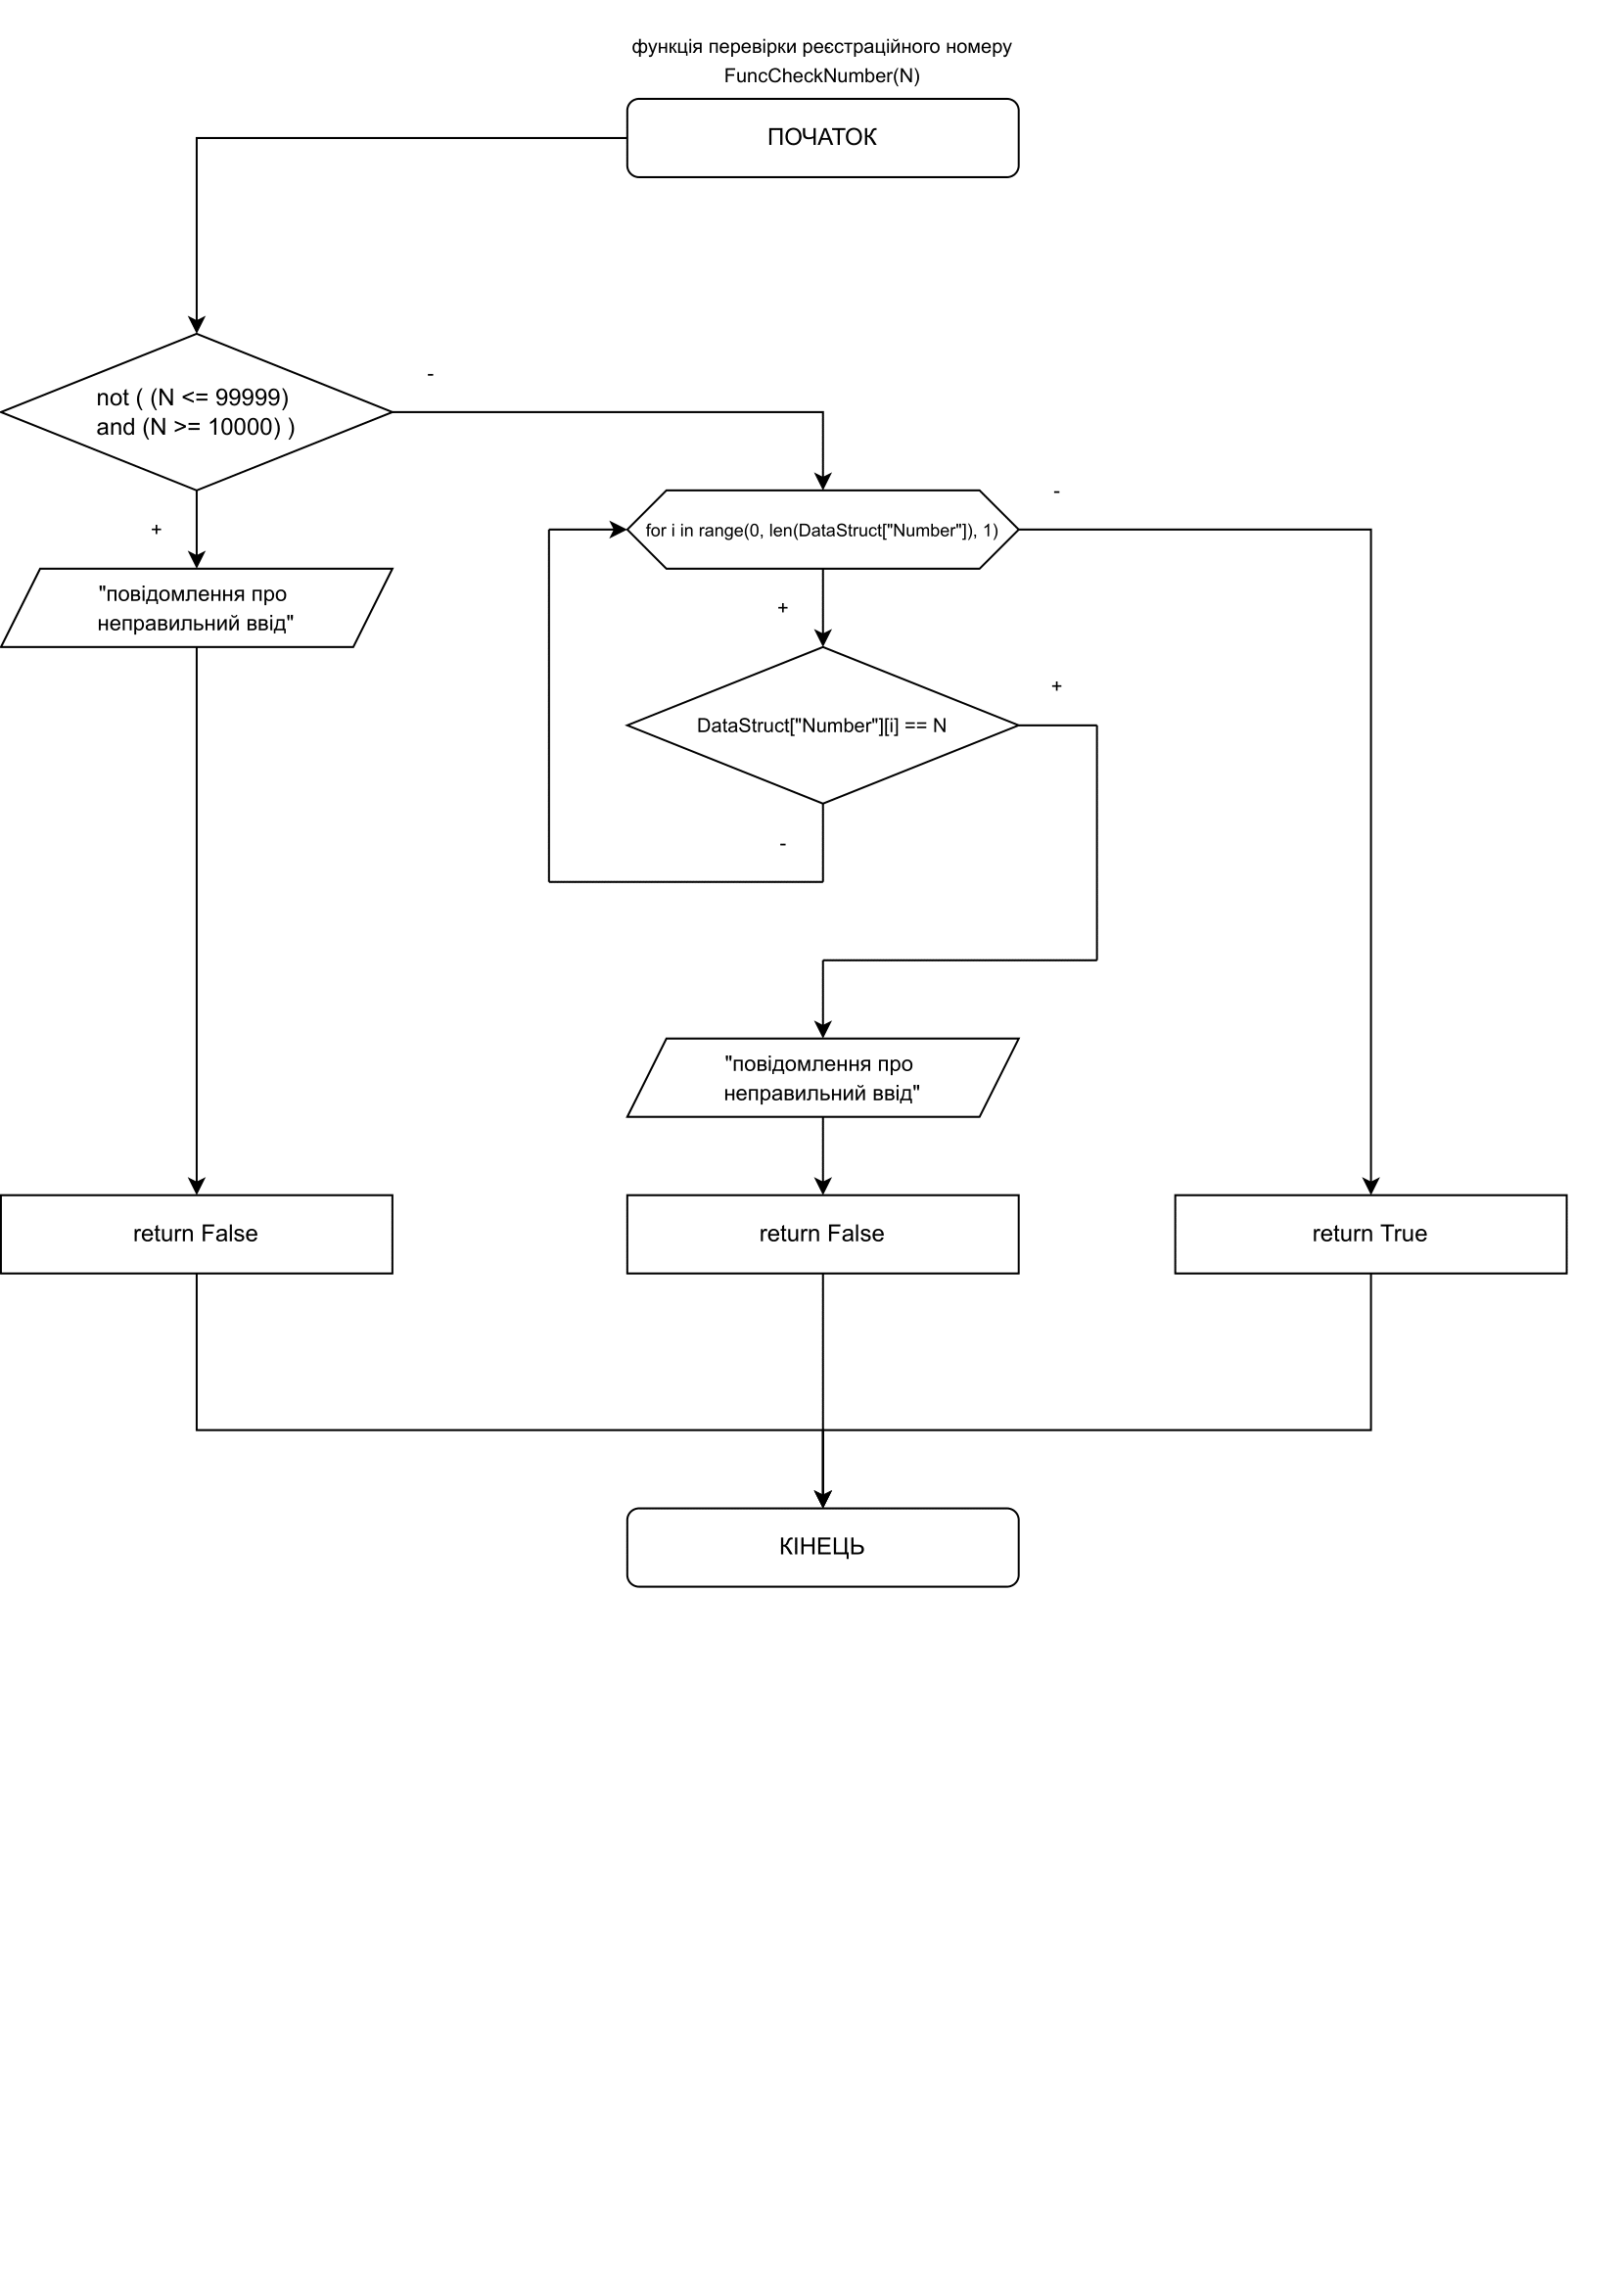 функція перевірки реєстраційного номеру
FuncCheckNumber(N)
ПОЧАТОК
-
not ( (N <= 99999)
and (N >= 10000) )
-
+
for i in range(0, len(DataStruct["Number"]), 1)
"повідомлення про
неправильний ввід"
+
+
DataStruct["Number"][i] == N
-
"повідомлення про
неправильний ввід"
return False
return False
return True
КІНЕЦЬ